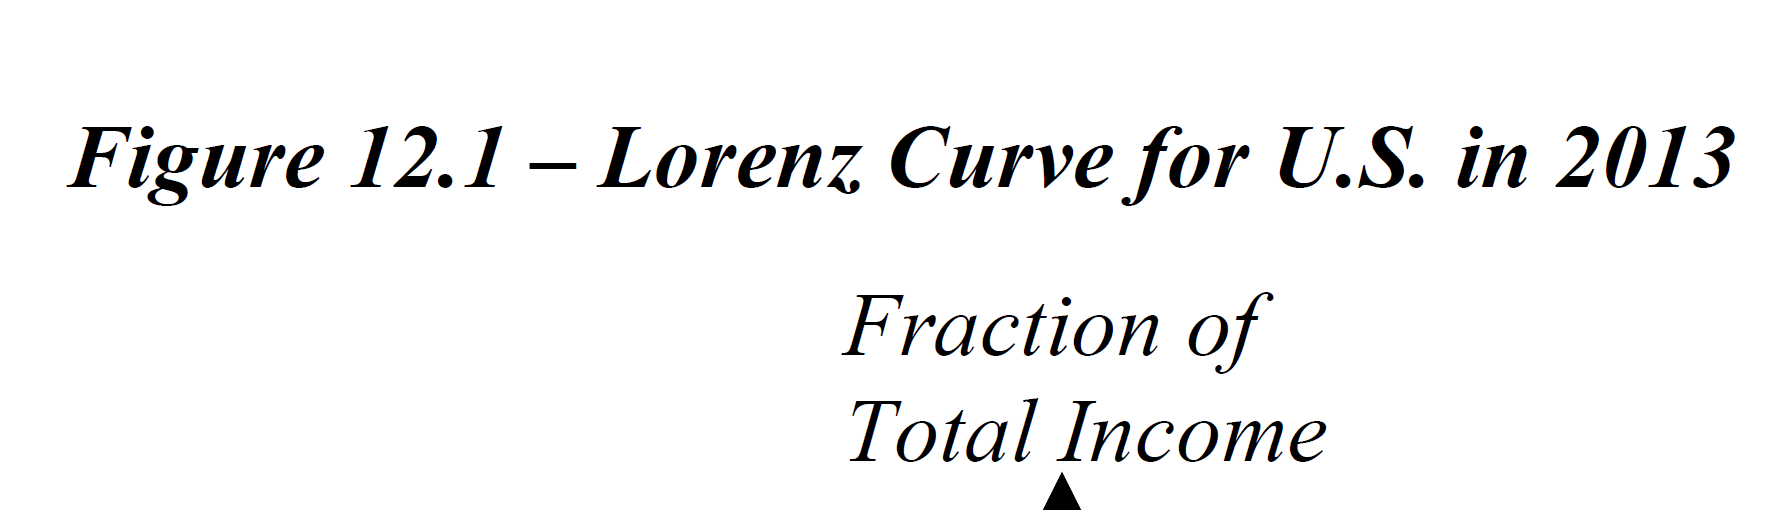 Figure 12.1 – Lorenz Curve for U.S. in 2013
Fraction of
Total Income